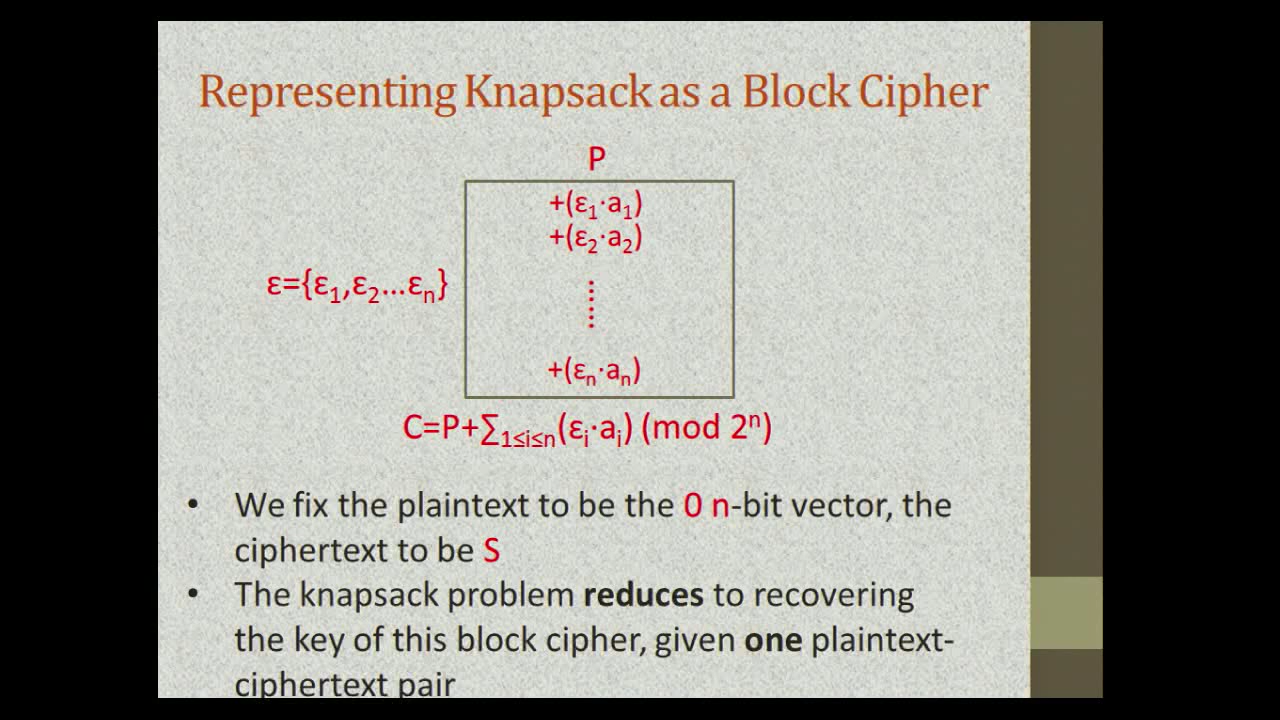 Representing Knapsack as a Block Cipher
P
+(ε₁·a₁)
+(ε₂·a₂)
ε={ε₁,ε₂…εₙ}
+(εₙ·aₙ)
C=P+∑₁≤ᵢ≤ₙ(εᵢ·aᵢ) (mod 2ⁿ)
• We fix the plaintext to be the 0 n-bit vector, the
ciphertext to be S
• The knapsack problem reduces to recovering
the key of this block cipher, given one plaintext-
ciphertext pair